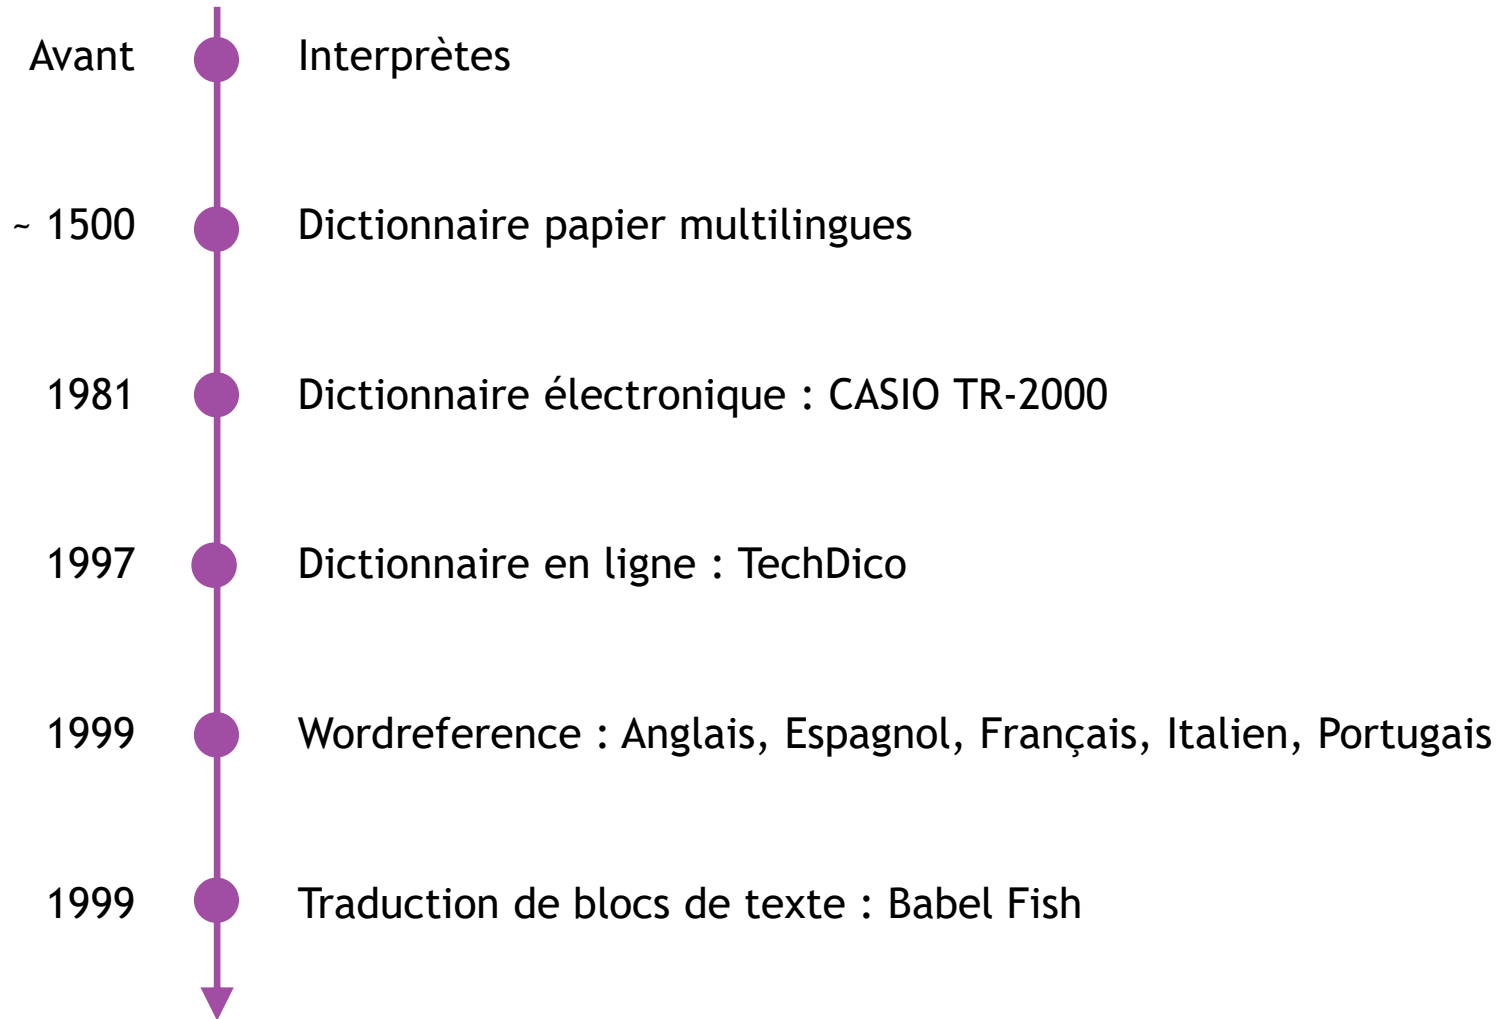 Avant Interprètes
~ 1500 Dictionnaire papier multilingues
1981 Dictionnaire électronique : CASIO TR-2000
1997 Dictionnaire en ligne : TechDico
1999 Wordreference : Anglais, Espagnol, Français, Italien, Portugais
1999 Traduction de blocs de texte : Babel Fish